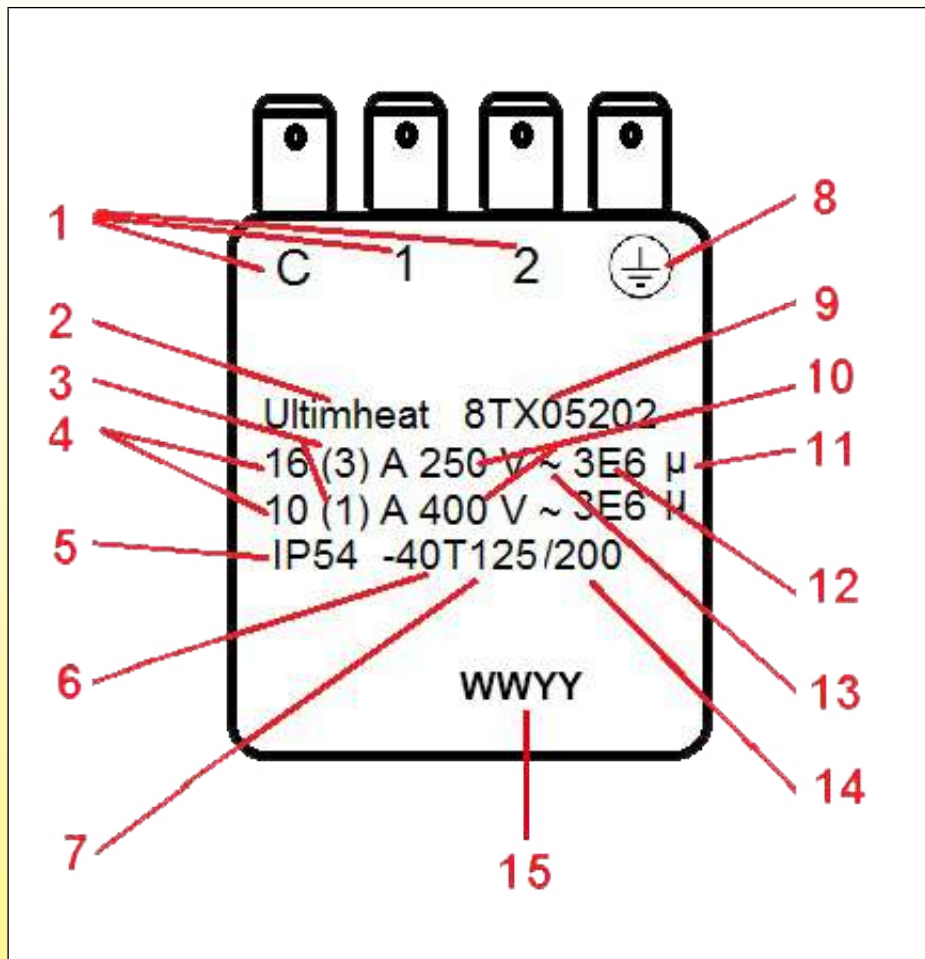 1 C 1 2 8
2 9
3 10
Ultimheat 8TX05202
4 16 (3) A 250 V ~ 3E6 µ 11
10 (1) A 400 V ~ 3E6 µ
5 IP54 -40T125/200 12
6 WWYY 13
14
7 15